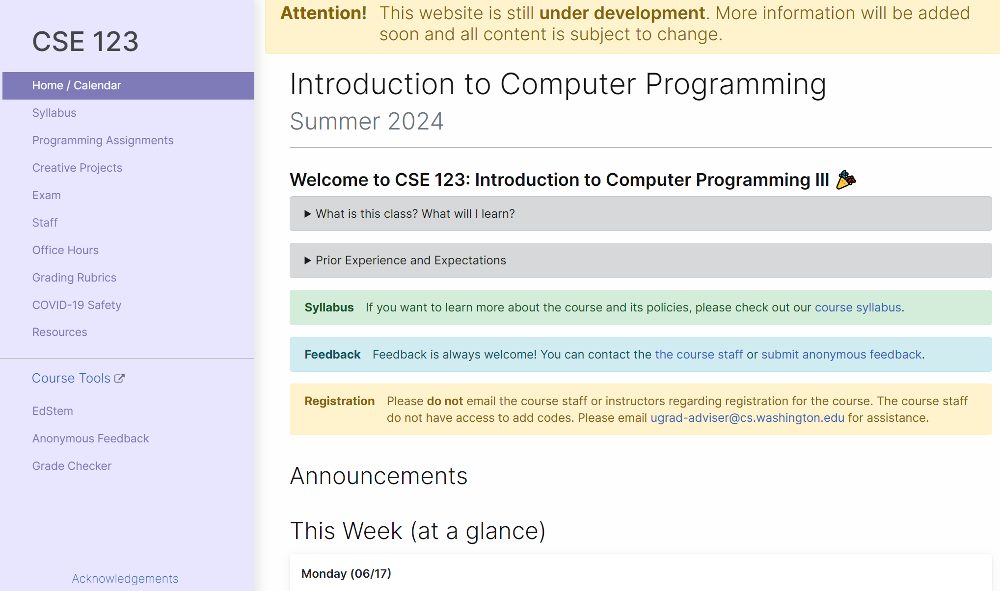 CSE 123
Home / Calendar
Syllabus
Programming Assignments
Creative Projects
Exam
Staff
Office Hours
Grading Rubrics
COVID-19 Safety
Resources
Course Tools
EdStem
Anonymous Feedback
Grade Checker
Acknowledgements
Attention! This website is still under development. More information will be added
soon and all content is subject to change.
Introduction to Computer Programming
Summer 2024
Welcome to CSE 123: Introduction to Computer Programming III 🎉
▶ What is this class? What will I learn?
▶ Prior Experience and Expectations
Syllabus If you want to learn more about the course and its policies, please check out our course syllabus.
Feedback Feedback is always welcome! You can contact the the course staff or submit anonymous feedback.
Registration Please do not email the course staff or instructors regarding registration for the course. The course staff
do not have access to add codes. Please email ugrad-adviser@cs.washington.edu for assistance.
Announcements
This Week (at a glance)
Monday (06/17)